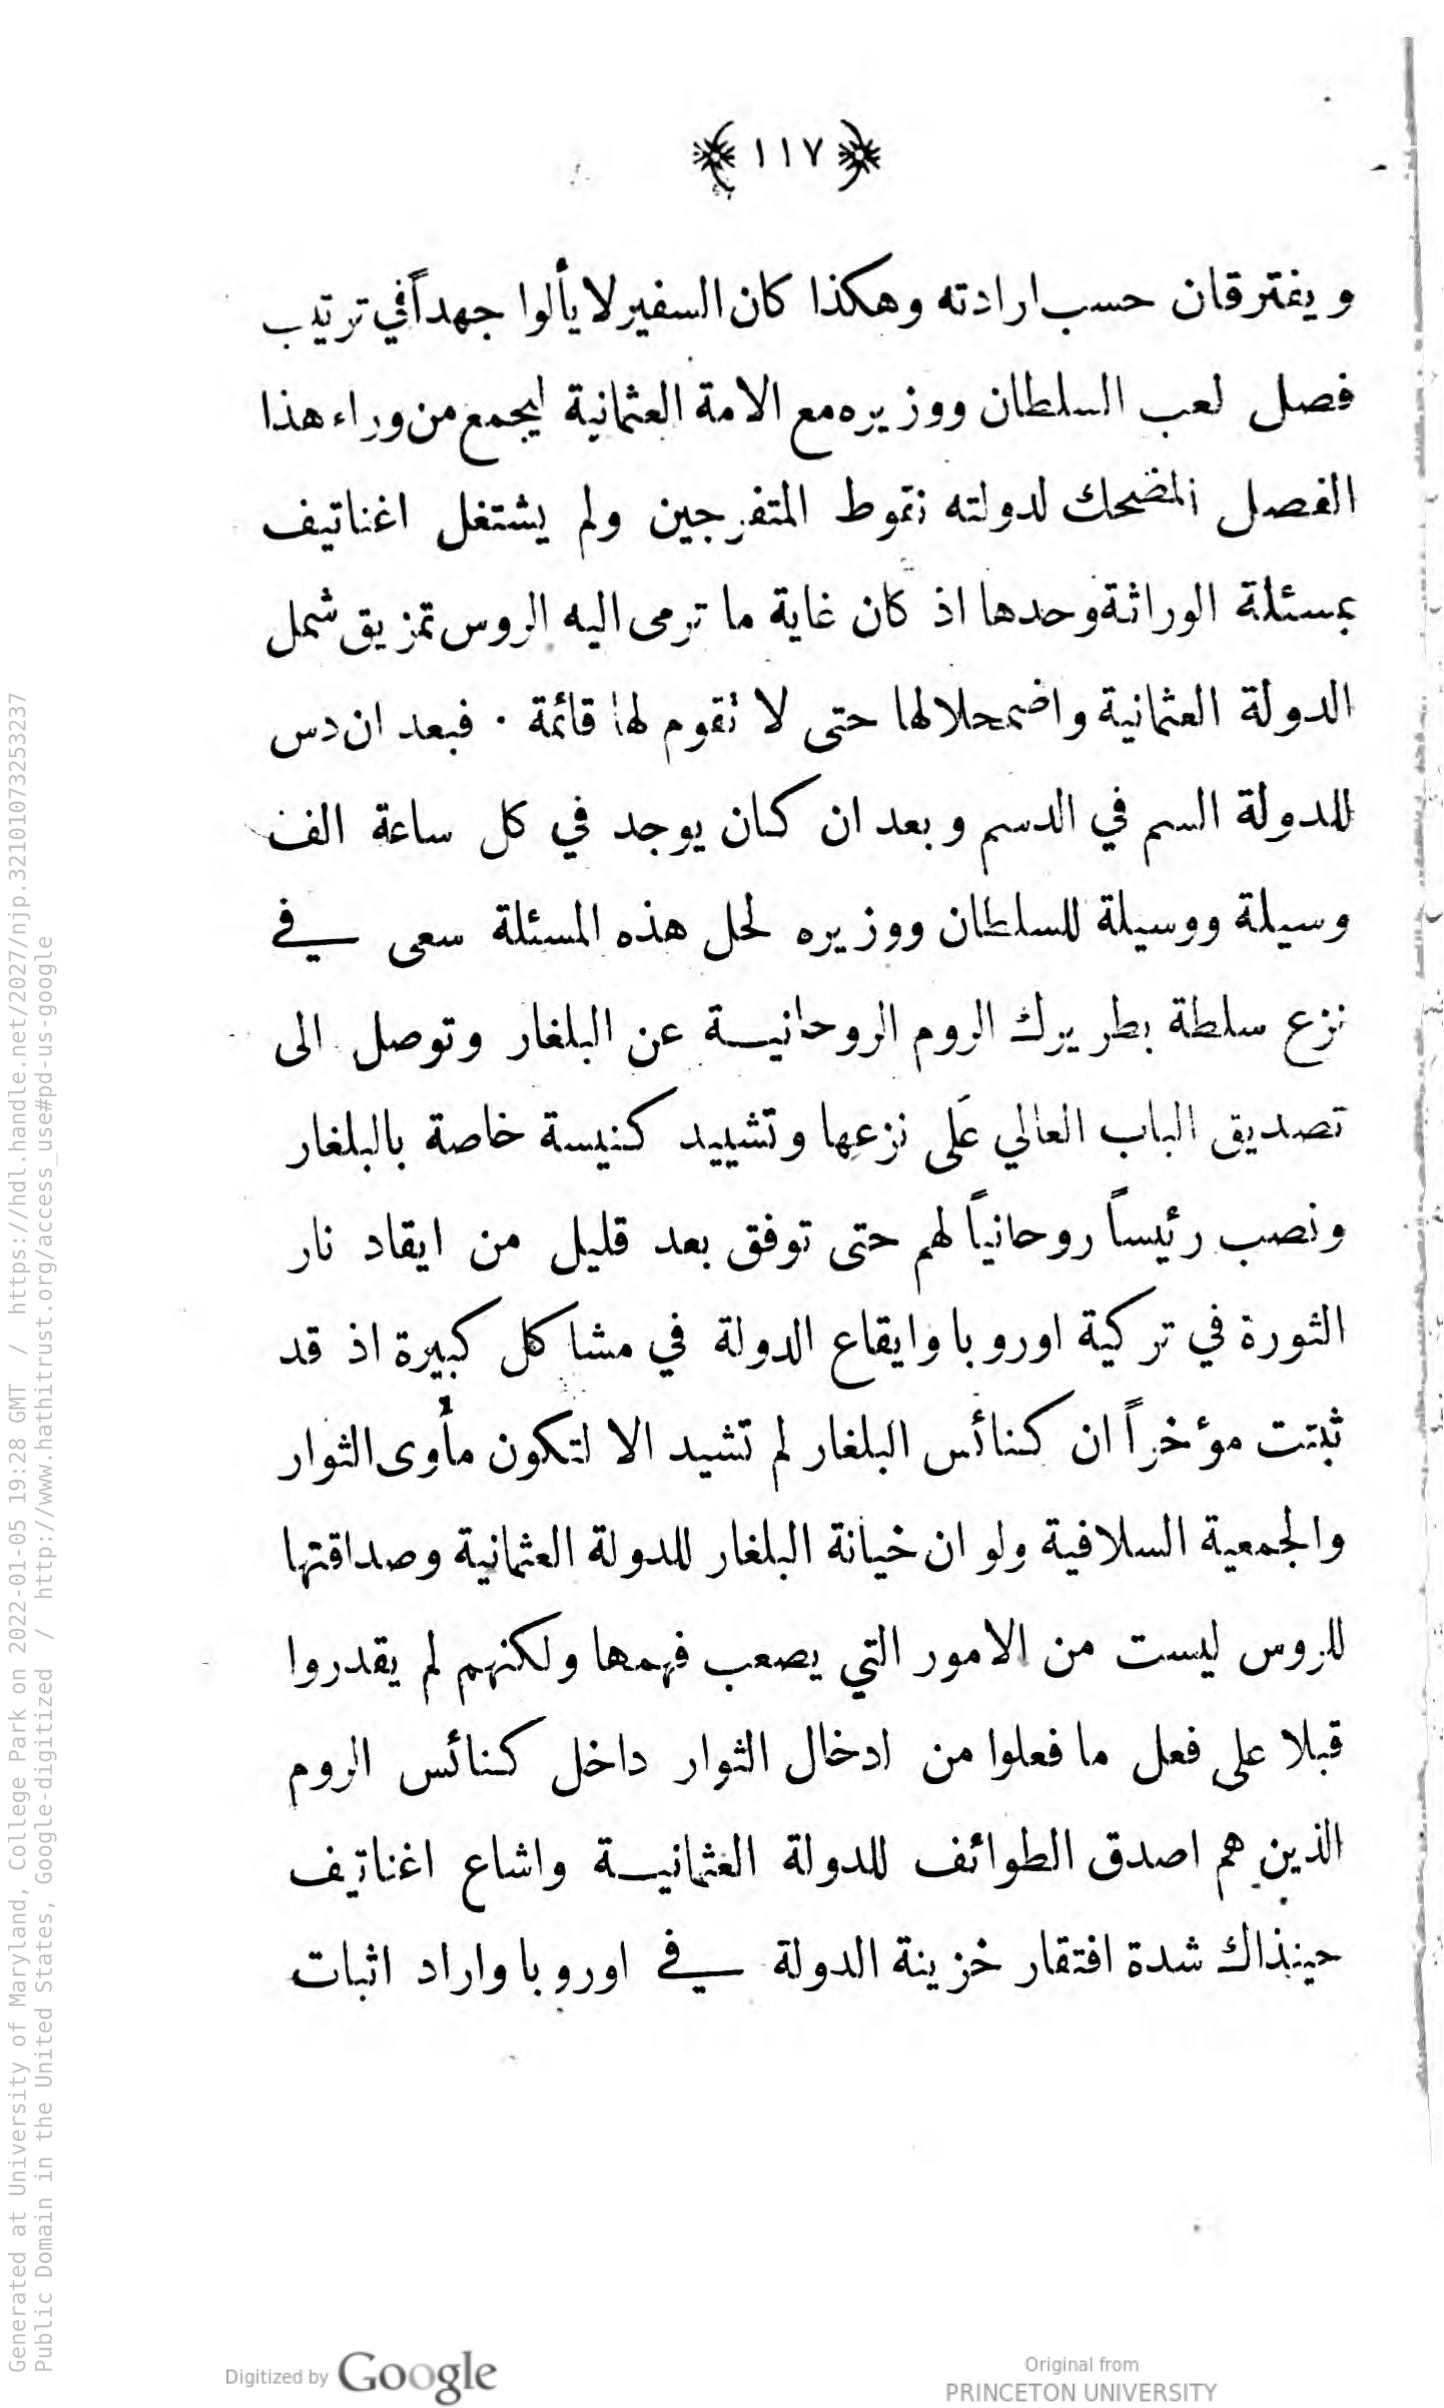 ١١٧
ويفترقان حسب ارادته وهكذا كان السفير لا يألوا جهداً في ترتيب
فصل لعب السلطان ووزيره مع الامة العثمانية ليجمع من وراء هذا
الفصل المضحك لدولته نقوط المتفرجين ولم يشتغل اغناتيف
بمسئلة الوراثة وحدها اذ كان غاية ما ترمى اليه الروس تمزيق شمل
الدولة العثمانية واضمحلالها حتى لا تقوم لها قائمة . فبعد ان دس
للدولة السم في الدسم وبعد ان كان يوجد في كل ساعة الف
وسيلة ووسيلة للسلطان ووزيره لحل هذه المسئلة سعى في
نزع سلطة بطريرك الروم الروحانية عن البلغار وتوصل الى
تصديق الباب العالي عَلى نزعها وتشييد كنيسة خاصة بالبلغار
ونصب رئيساً روحانياً لهم حتى توفق بعد قليل من ايقاد نار
الثورة في تركية اوروبا وايقاع الدولة في مشاكل كبيرة اذ قد
ثبتت مؤخراً ان كنائس البلغار لم تشيد الا لتكون مأوى الثوار
والجمعية السلافية ولو ان خيانة البلغار للدولة العثمانية وصداقتها
للروس ليست من الامور التي يصعب فهمها ولكنهم لم يقدروا
قبلا على فعل ما فعلوا من ادخال الثوار داخل كنائس الروم
الذين هم اصدق الطوائف للدولة العثمانية واشاع اغناتيف
حينذاك شدة افتقار خزينة الدولة في اوروبا واراد اثبات
Generated at University of Maryland, College Park on 2022-01-05 19:28 GMT / https://hdl.handle.net/2027/njp.32101073253237
Public Domain in the United States, Google-digitized / http://www.hathitrust.org/access_use#pd-us-google
Digitized by Google
Original from
PRINCETON UNIVERSITY